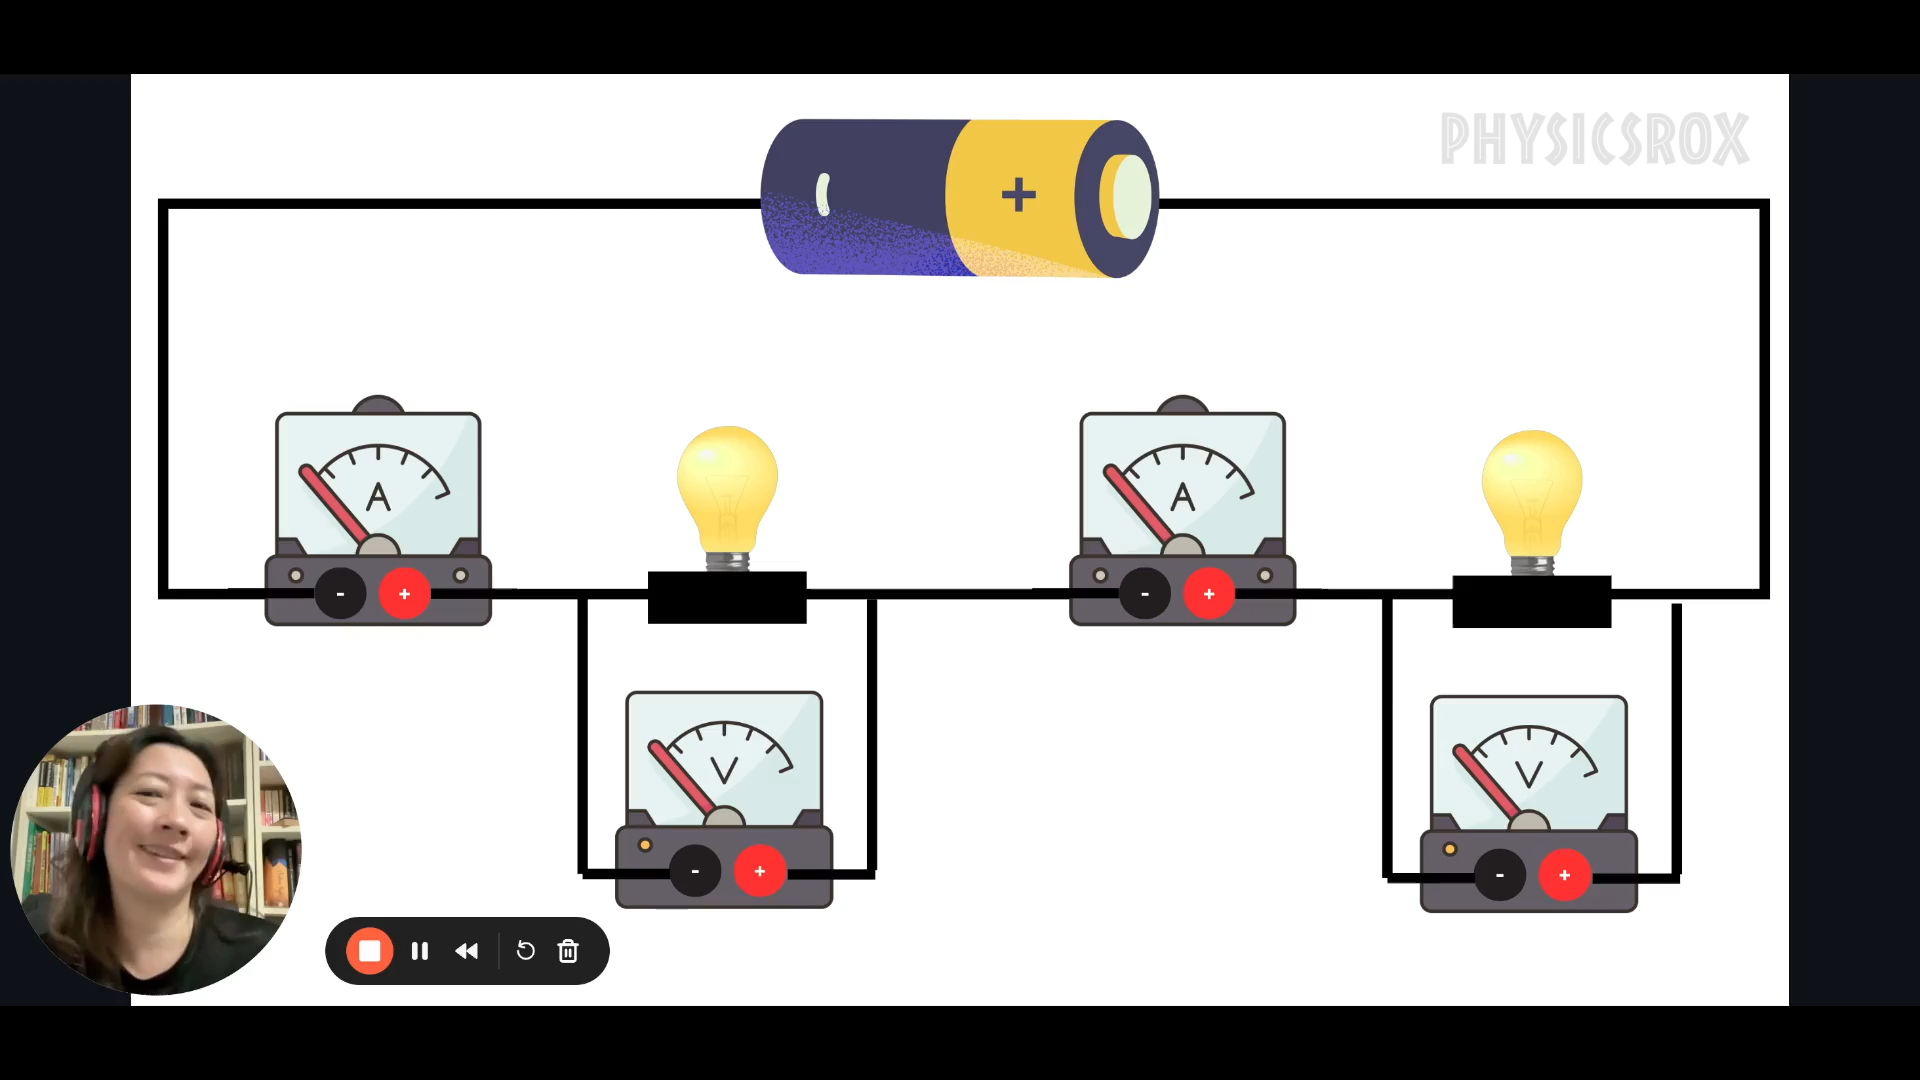 PHYSICSROX
- +
A
A
- +
- +
V
V
- +
- +